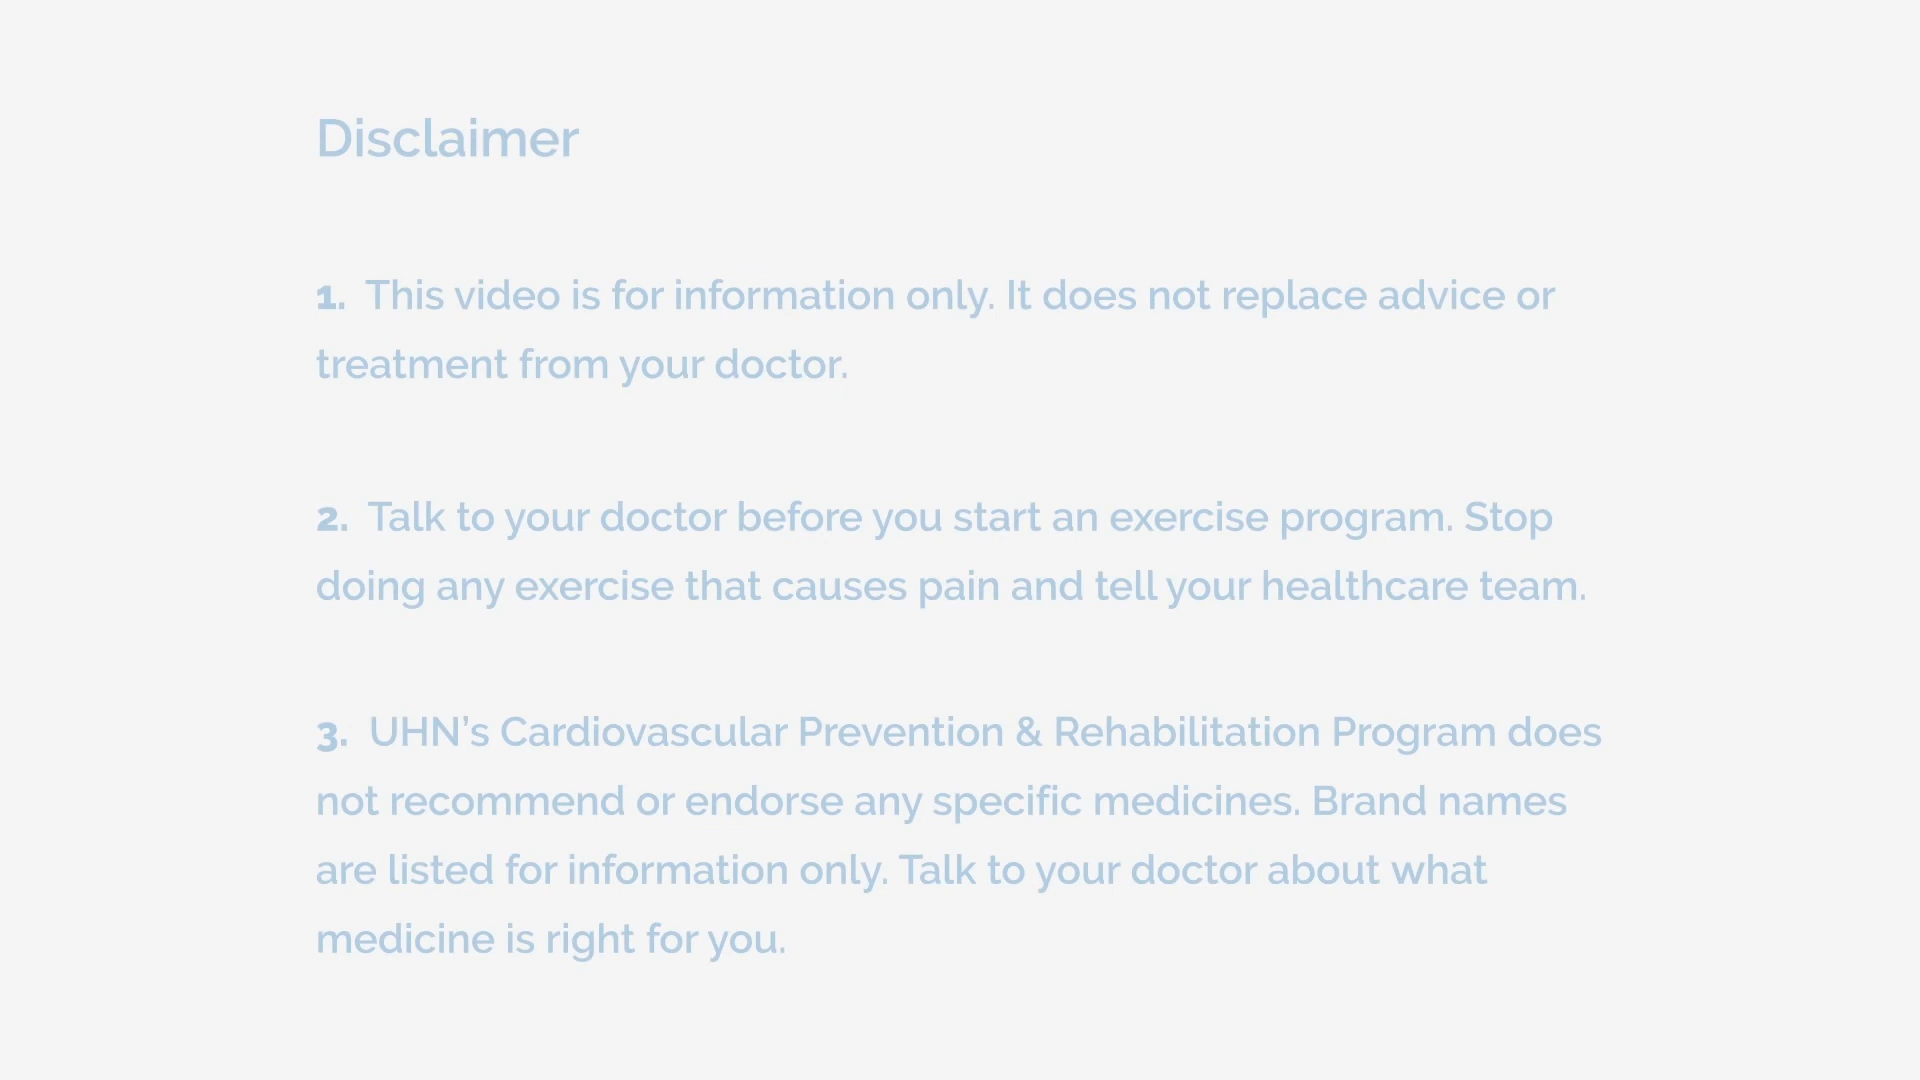 Disclaimer
1. This video is for information only. It does not replace advice or
treatment from your doctor.
2. Talk to your doctor before you start an exercise program. Stop
doing any exercise that causes pain and tell your healthcare team.
3. UHN’s Cardiovascular Prevention & Rehabilitation Program does
not recommend or endorse any specific medicines. Brand names
are listed for information only. Talk to your doctor about what
medicine is right for you.